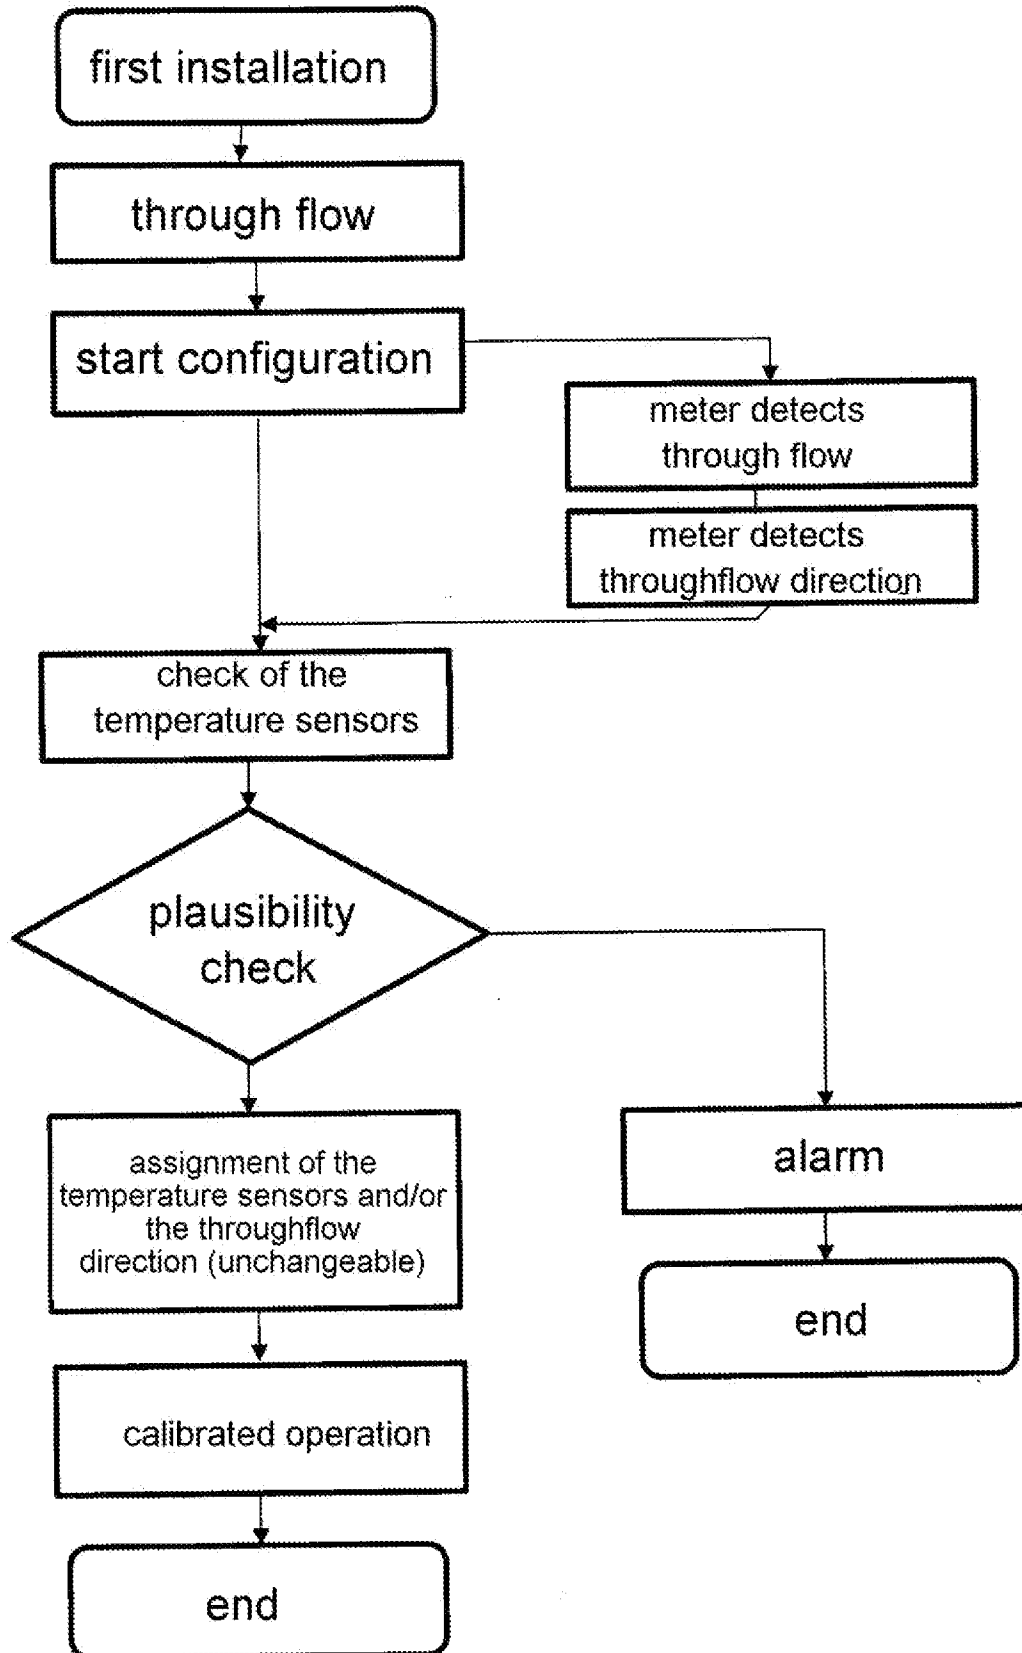 first installation
through flow
start configuration
meter detects
through flow
meter detects
throughflow direction
check of the
temperature sensors
plausibility
check
assignment of the
temperature sensors and/or
the throughflow
direction (unchangeable)
alarm
end
calibrated operation
end